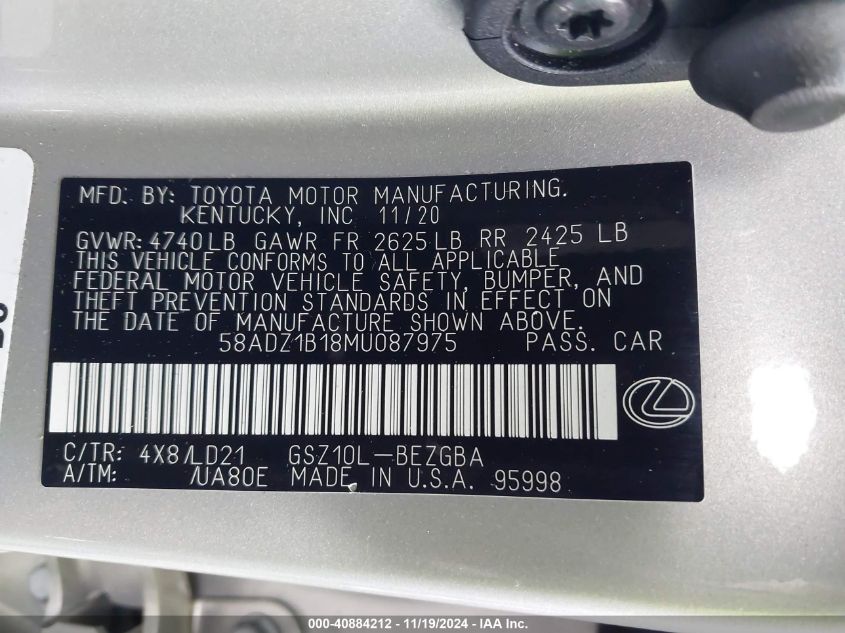 MFD. BY: TOYOTA MOTOR MANUFACTURING.
KENTUCKY, INC 11/20
GVWR: 4740LB GAWR FR 2625 LB RR 2425 LB
THIS VEHICLE CONFORMS TO ALL APPLICABLE
FEDERAL MOTOR VEHICLE SAFETY, BUMPER, AND
THEFT PREVENTION STANDARDS IN EFFECT ON
THE DATE OF MANUFACTURE SHOWN ABOVE.
58ADZ1B18MU087975 PASS. CAR
C/TR: 4X8/LD21 GSZ10L-BEZGBA
A/TM: /UA80E MADE IN U.S.A. 95998
000-40884212 - 11/19/2024 - IAA Inc.